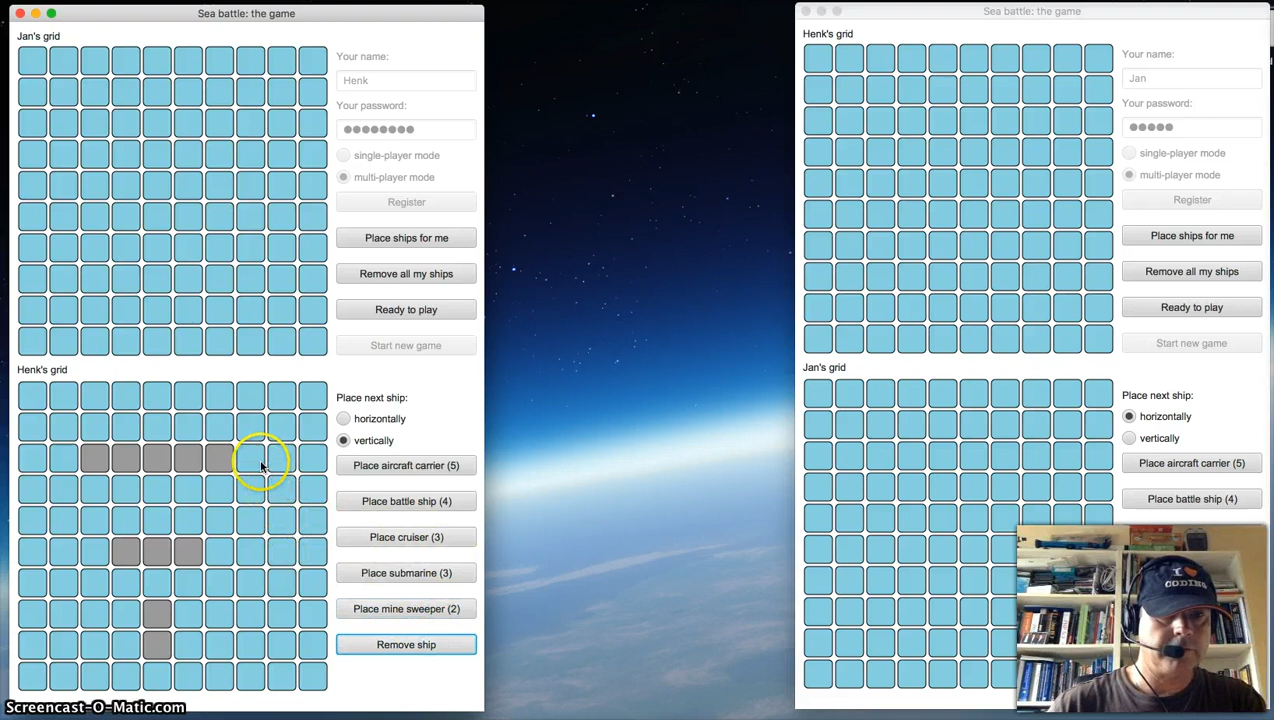 Sea battle: the game
Jan's grid
Your name:
Henk
Your password:
●●●●●●●●
single-player mode
multi-player mode
Register
Place ships for me
Remove all my ships
Ready to play
Start new game
Henk's grid
Place next ship:
horizontally
vertically
Place aircraft carrier (5)
Place battle ship (4)
Place cruiser (3)
Place submarine (3)
Place mine sweeper (2)
Remove ship
Sea battle: the game
Henk's grid
Your name:
Jan
Your password:
●●●●●
single-player mode
multi-player mode
Register
Place ships for me
Remove all my ships
Ready to play
Start new game
Jan's grid
Place next ship:
horizontally
vertically
Place aircraft carrier (5)
Place battle ship (4)
I
CODING
Screencast-O-Matic.com